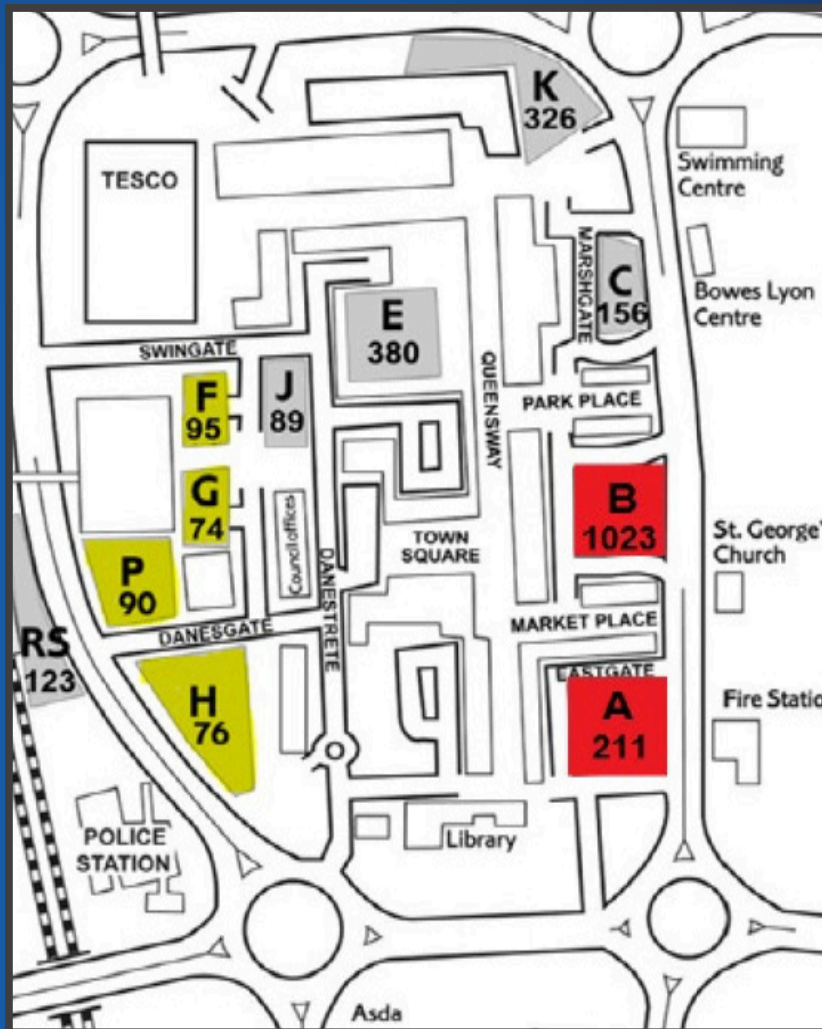 K
326
TESCO
Swimming
Centre
MARSHGATE
C
156
Bowes Lyon
Centre
E
380
SWINGATE
QUEENSWAY
F
95
J
89
PARK PLACE
G
74
B
1023
Council offices
TOWN
SQUARE
St. George'
Church
P
90
DANESTRETE
DANESGATE
MARKET PLACE
RS
123
EASTGATE
H
76
A
211
Fire Statio
POLICE
STATION
Library
Asda